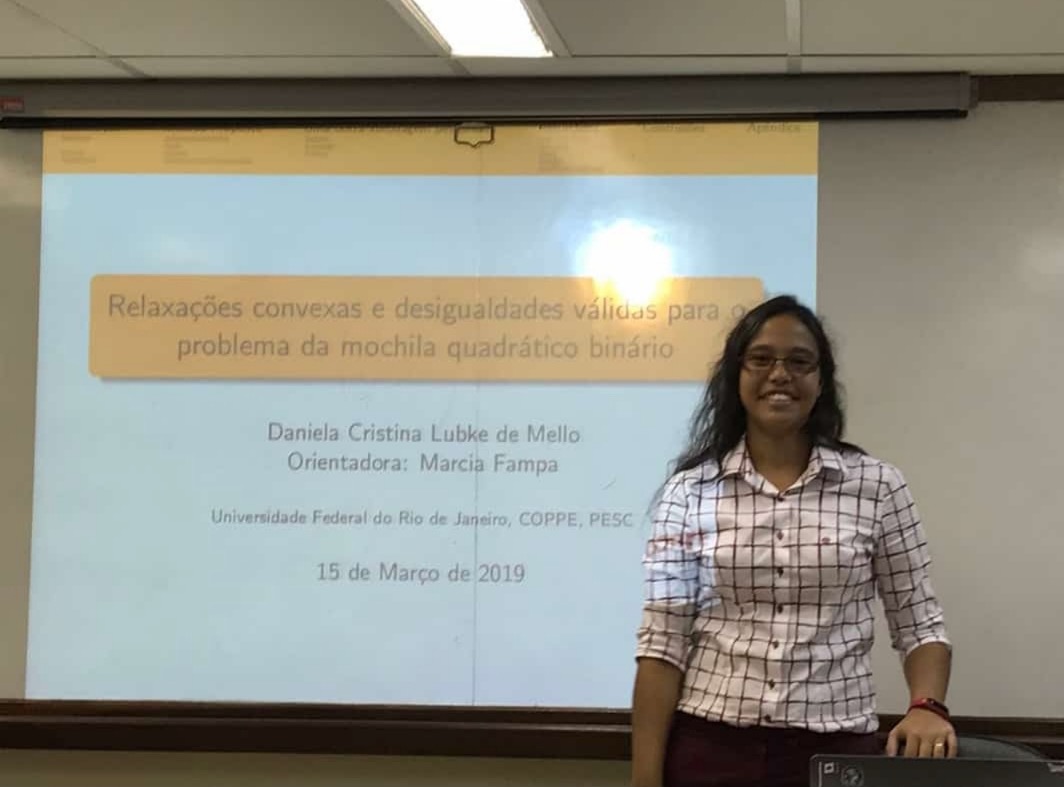 Apêndice
Relaxações convexas e desigualdades válidas para o
problema da mochila quadrático binário
Daniela Cristina Lubke de Mello
Orientadora: Marcia Fampa
Universidade Federal do Rio de Janeiro, COPPE, PESC
15 de Março de 2019